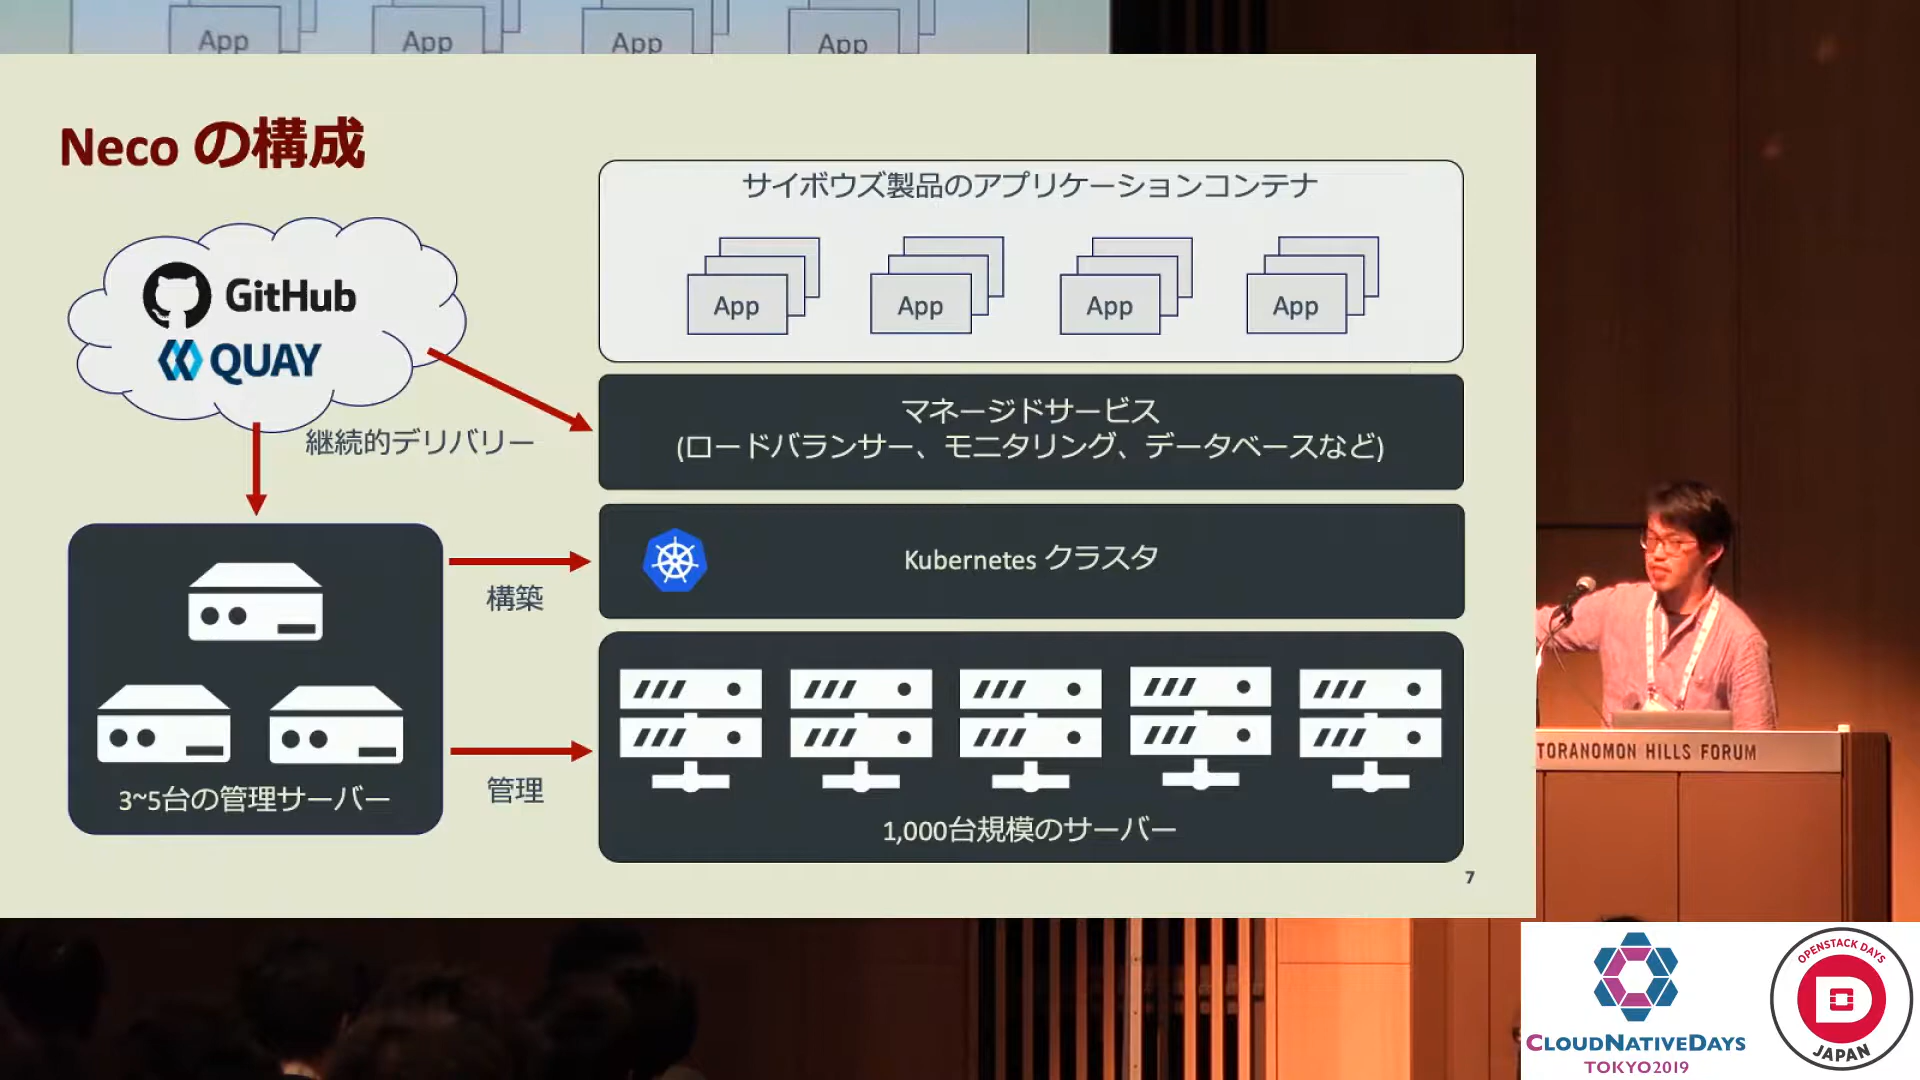 App
App
App
App
Neco の構成
GitHub
QUAY
継続的デリバリー
サイボウズ製品のアプリケーションコンテナ
App
App
App
App
マネージドサービス
(ロードバランサー、モニタリング、データベースなど)
Kubernetes クラスタ
構築
管理
3~5台の管理サーバー
1,000台規模のサーバー
7
TORANOMON HILLS FORUM
CLOUDNATIVEDAYS
TOKYO2019
OPENSTACK DAYS
JAPAN